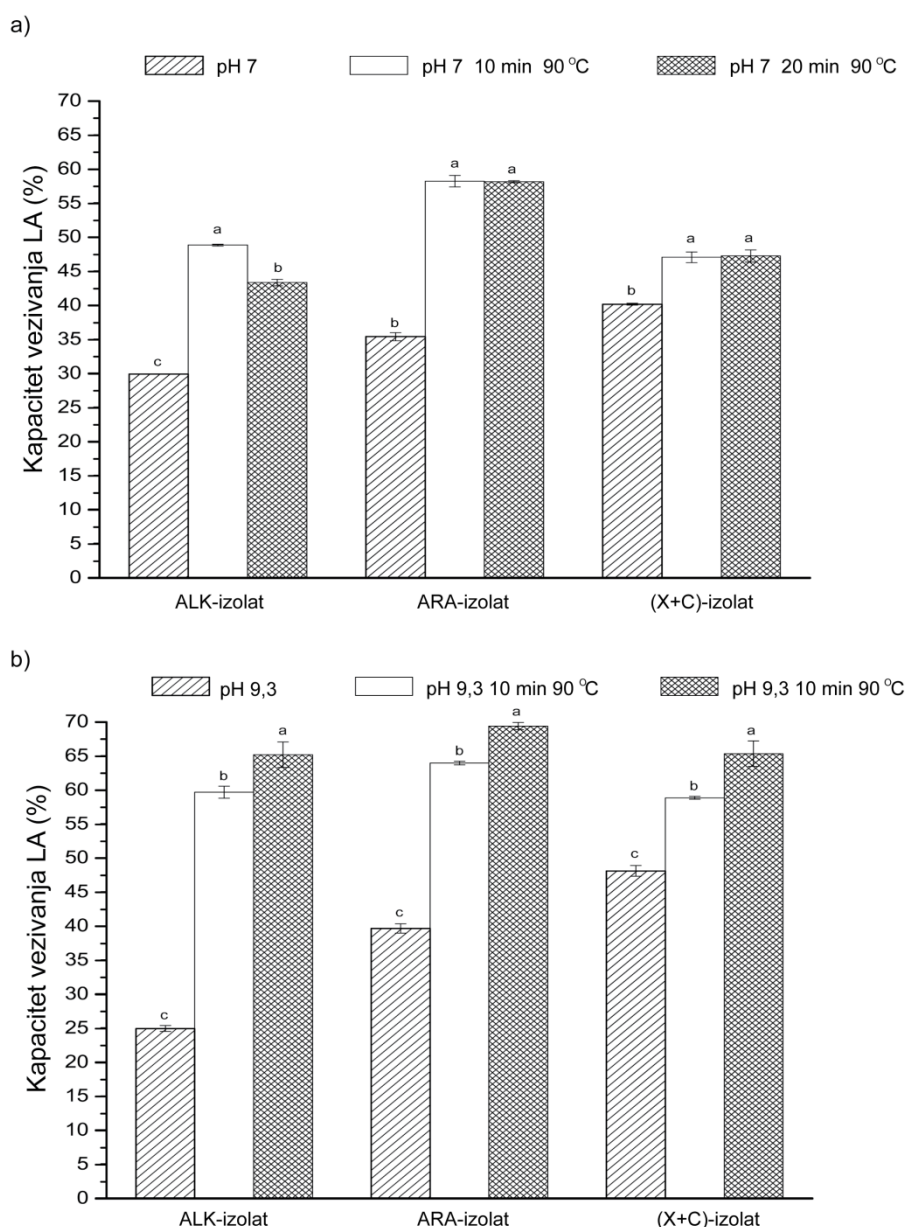 a)
pH 7 pH 7 10 min 90 °C pH 7 20 min 90 °C
Kapacitet vezivanja LA (%)
70
65
60
55
50
45
40
35
30
25
20
15
10
5
0
c a b
b a a
b a a
ALK-izolat ARA-izolat (X+C)-izolat
b)
pH 9,3 pH 9,3 10 min 90 °C pH 9,3 10 min 90 °C
Kapacitet vezivanja LA (%)
70
65
60
55
50
45
40
35
30
25
20
15
10
5
0
c b a
c b a
c b a
ALK-izolat ARA-izolat (X+C)-izolat